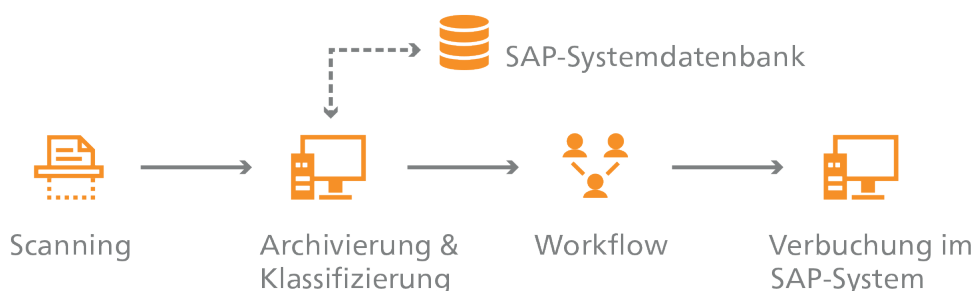 SAP-Systemdatenbank
Scanning
Archivierung &
Klassifizierung
Workflow
Verbuchung im
SAP-System